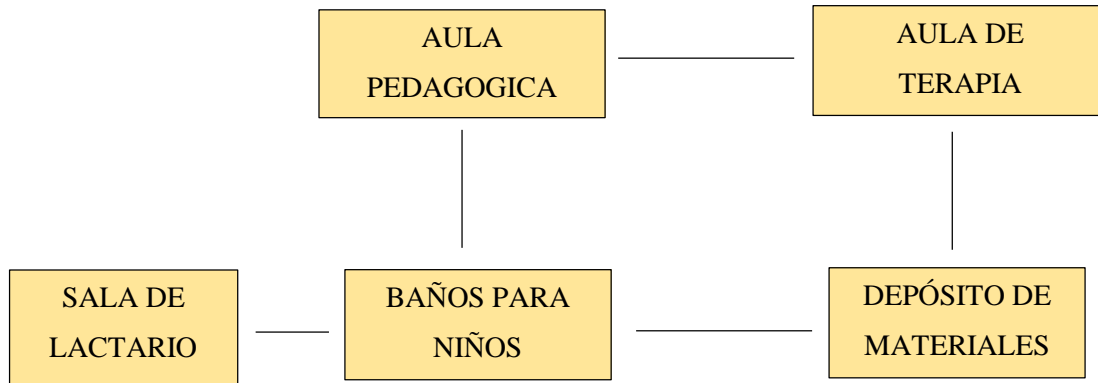 AULA
PEDAGOGICA
AULA DE
TERAPIA
SALA DE
LACTARIO
BAÑOS PARA
NIÑOS
DEPÓSITO DE
MATERIALES